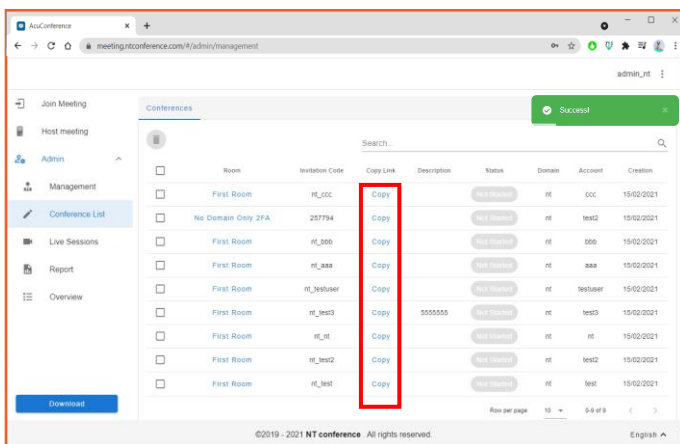 AcuConference
meeting.ntconference.com/#/admin/management
admin_nt
Join Meeting
Host meeting
Admin
Management
Conference List
Live Sessions
Report
Overview
Download
Conferences
Success!
Search...
Room Invitation Code Copy Link Description Status Domain Account Creation
First Room nt_ccc Copy Not Started nt ccc 15/02/2021
No Domain Only 2FA 257794 Copy Not Started nt test2 15/02/2021
First Room nt_bbb Copy Not Started nt bbb 15/02/2021
First Room nt_aaa Copy Not Started nt aaa 15/02/2021
First Room nt_testuser Copy Not Started nt testuser 15/02/2021
First Room nt_test3 Copy 5555555 Not Started nt test3 15/02/2021
First Room nt_nt Copy Not Started nt nt 15/02/2021
First Room nt_test2 Copy Not Started nt test2 15/02/2021
First Room nt_test Copy Not Started nt test 15/02/2021
Row per page 10 0-9 of 9
©2019 - 2021 NT conference . All rights reserved.
English